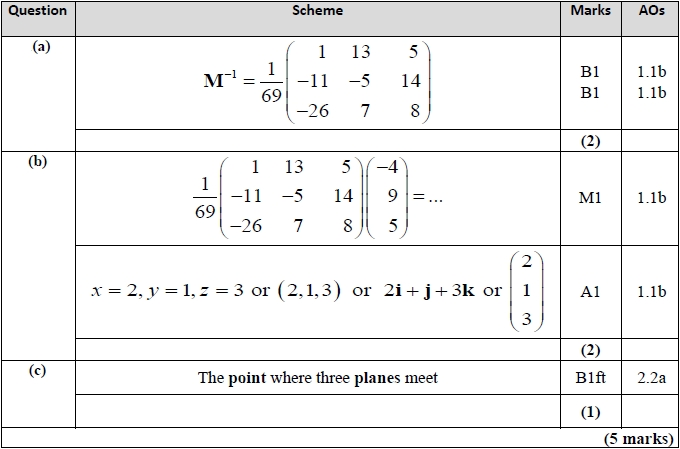 Question Scheme Marks AOs
(a) M⁻¹ = 1/69 ( 1 13 5 ; −11 −5 14 ; −26 7 8 ) B1 B1 1.1b 1.1b
(2)
(b) 1/69 ( 1 13 5 ; −11 −5 14 ; −26 7 8 ) ( −4 ; 9 ; 5 ) = ... M1 1.1b
x = 2, y = 1, z = 3 or (2,1,3) or 2i + j + 3k or ( 2 ; 1 ; 3 ) A1 1.1b
(2)
(c) The point where three planes meet B1ft 2.2a
(1)
(5 marks)